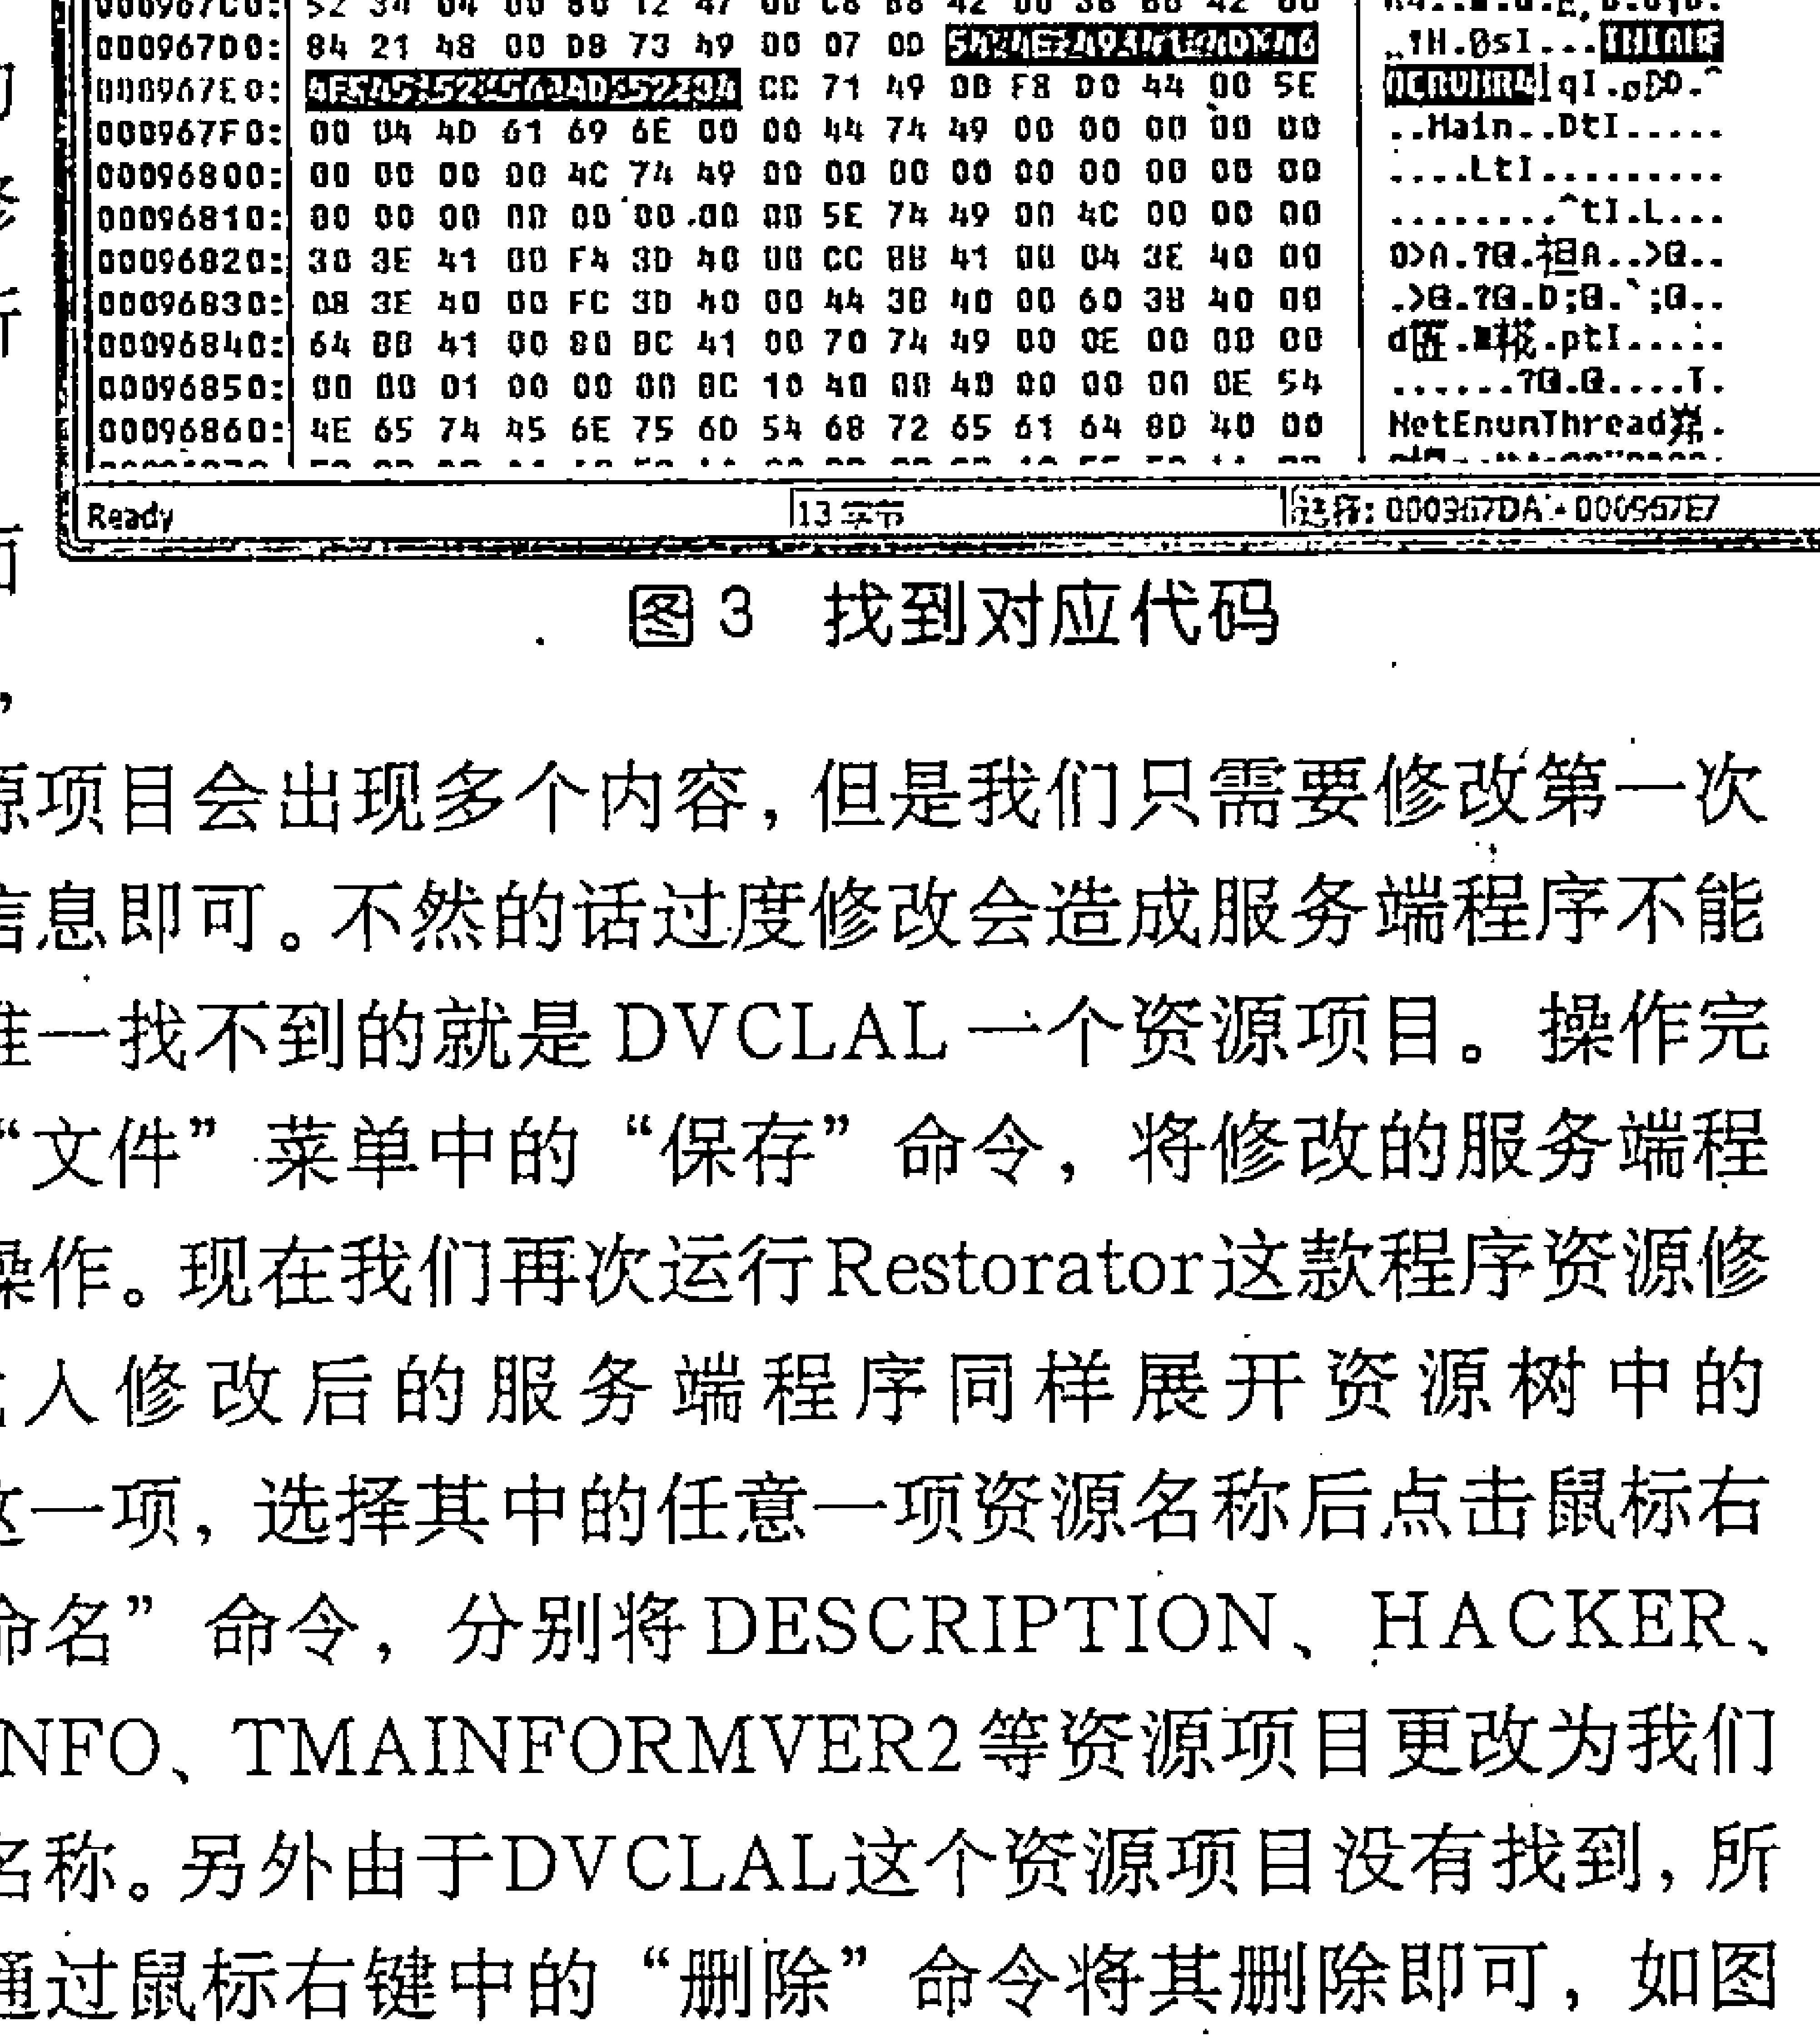 84 21 48 00 D8 73 49 00 07 0D
000967E0: CC 71 49 00 F8 D0 44 00 5E
000967F0: 00 04 4D 61 69 6E 00 00 44 74 49 00 00 00 00 00 ..Main..DtI.....
00096800: 00 00 00 00 4C 74 49 00 00 00 00 00 00 00 00 00 ....LtI.........
00096810: 00 00 00 00 00 00 00 00 5E 74 49 00 4C 00 00 00 ........^tI.L...
00096820: 30 3E 41 00 F4 3D 40 00 CC BB 41 00 04 3E 40 00
00096830: 08 3E 40 00 FC 3D 40 00 44 3B 40 00 60 3B 40 00
00096840: 64 BB 41 00 80 BC 41 00 70 74 49 00 0E 00 00 00
00096850: 00 00 01 00 00 00 8C 10 40 00 40 00 00 00 0E 54
00096860: 4E 65 74 45 6E 75 6D 54 68 72 65 61 64 8D 40 00 NetEnumThread
Ready 13 字节 选择: 000967DA - 000967E7
图 3 找到对应代码
，
源项目会出现多个内容，但是我们只需要修改第一次
信息即可。不然的话过度修改会造成服务端程序不能
唯一找不到的就是 DVCLAL 一个资源项目。操作完
“文件”菜单中的“保存”命令，将修改的服务端程
操作。现在我们再次运行Restorator这款程序资源修
入修改后的服务端程序同样展开资源树中的
这一项，选择其中的任意一项资源名称后点击鼠标右
命名”命令，分别将DESCRIPTION、HACKER、
NFO、TMAINFORMVER2等资源项目更改为我们
名称。另外由于DVCLAL这个资源项目没有找到，所
通过鼠标右键中的“删除”命令将其删除即可，如图